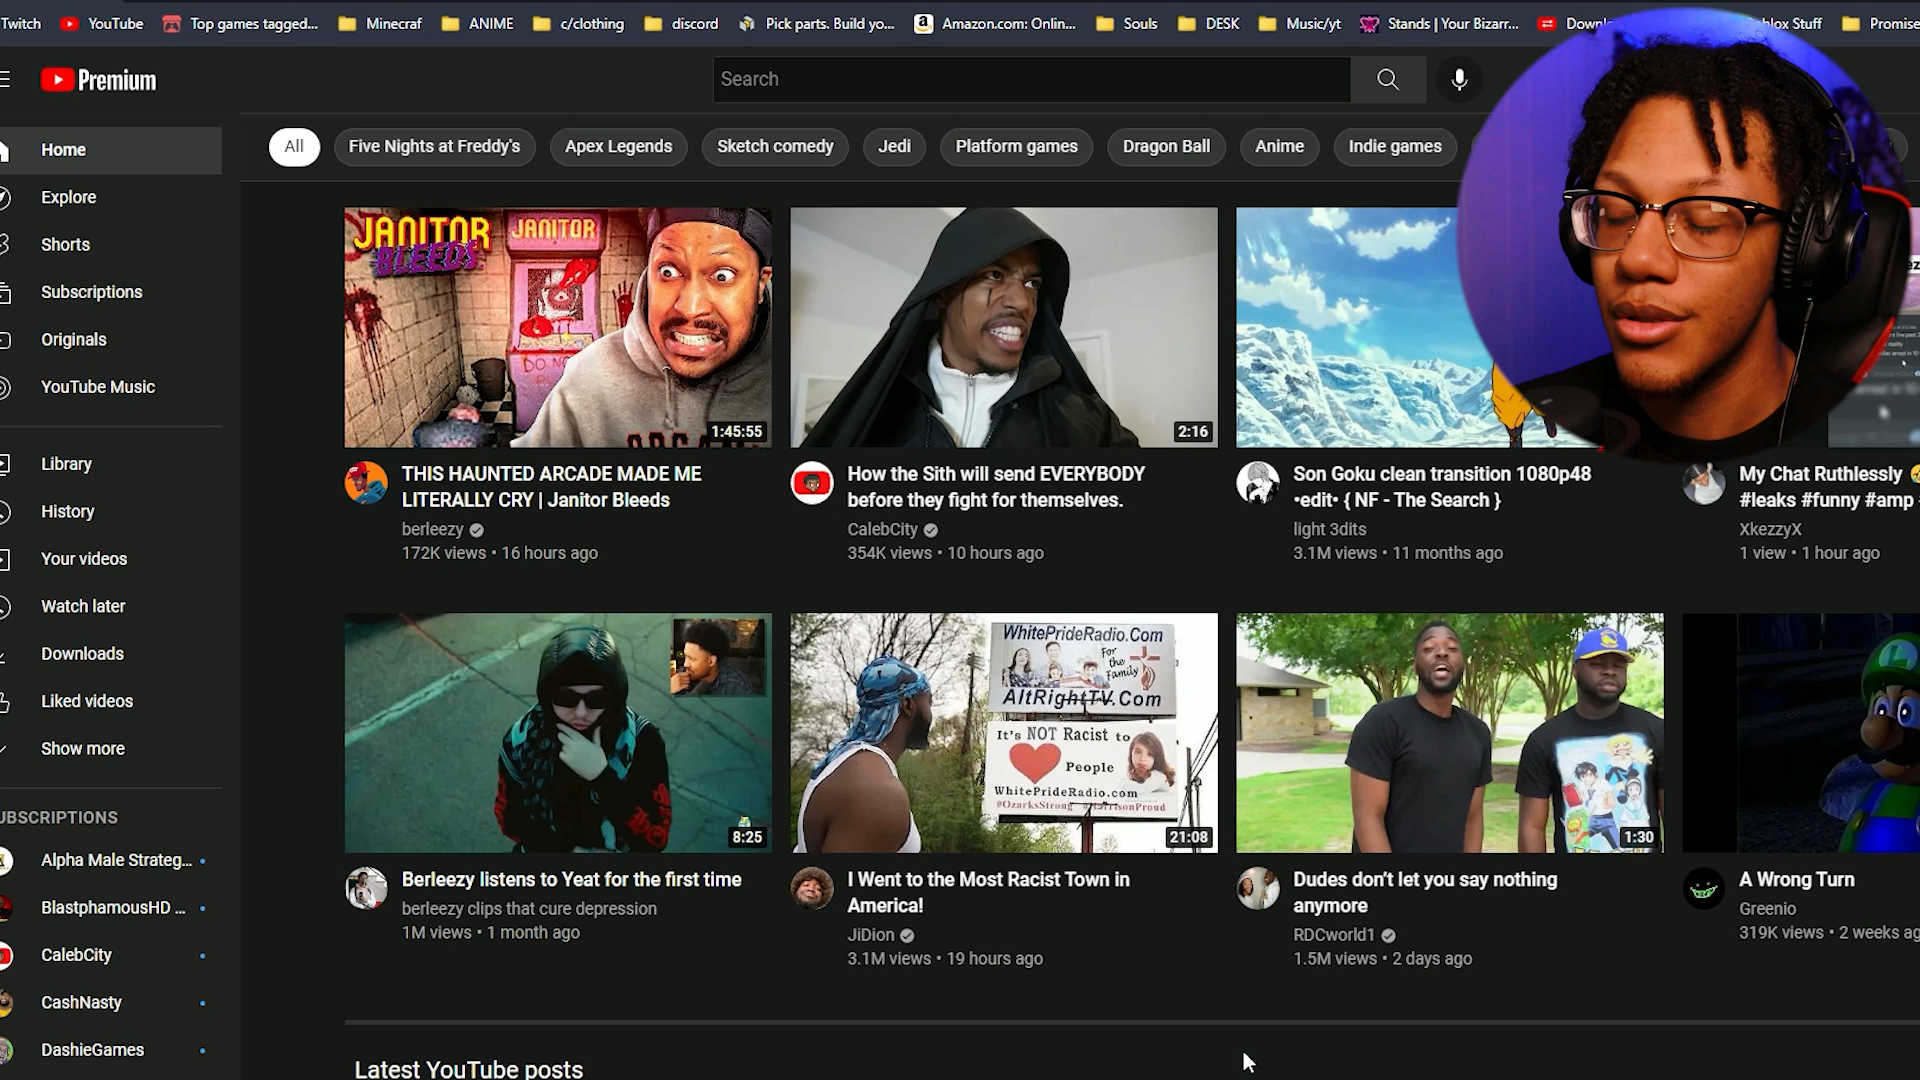 Twitch YouTube Top games tagged... Minecraf ANIME c/clothing discord Pick parts. Build yo... Amazon.com: Onlin... Souls DESK Music/yt Stands | Your Bizarr... Stuff Promise
Premium
Search
All Five Nights at Freddy's Apex Legends Sketch comedy Jedi Platform games Dragon Ball Anime Indie games
Home
Explore
Shorts
Subscriptions
Originals
YouTube Music
Library
History
Your videos
Watch later
Downloads
Liked videos
Show more
UBSCRIPTIONS
Alpha Male Strateg...
BlastphamousHD ...
CalebCity
CashNasty
DashieGames
JANITOR
BLEEDS
JANITOR
1:45:55
THIS HAUNTED ARCADE MADE ME
LITERALLY CRY | Janitor Bleeds
berleezy
172K views • 16 hours ago
2:16
How the Sith will send EVERYBODY
before they fight for themselves.
CalebCity
354K views • 10 hours ago
Son Goku clean transition 1080p48
•edit• { NF - The Search }
light 3dits
3.1M views • 11 months ago
My Chat Ruthlessly
#leaks #funny #amp
XkezzyX
1 view • 1 hour ago
8:25
Berleezy listens to Yeat for the first time
berleezy clips that cure depression
1M views • 1 month ago
WhitePrideRadio.Com
For
the
Family
AltRightTV.Com
It's NOT Racist to
People
WhitePrideRadio.com
#OzarksStrong #HarrisonProud
21:08
I Went to the Most Racist Town in
America!
JiDion
3.1M views • 19 hours ago
1:30
Dudes don't let you say nothing
anymore
RDCworld1
1.5M views • 2 days ago
A Wrong Turn
Greenio
319K views • 2 weeks ag
Latest YouTube posts